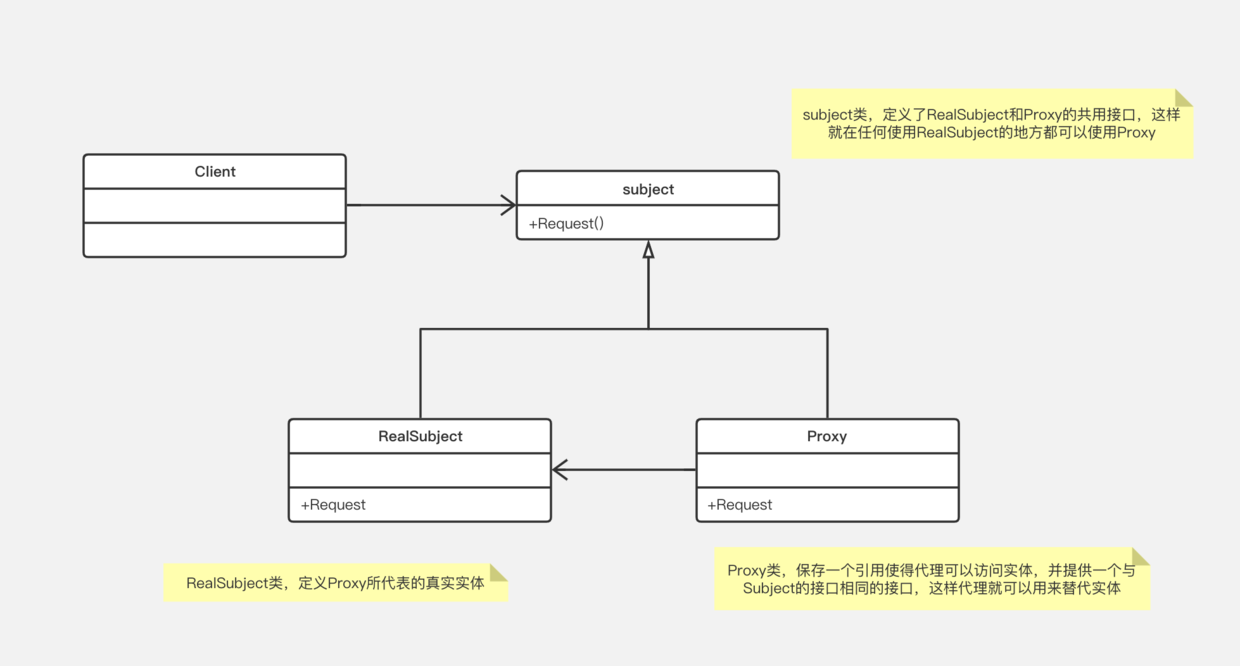 subject类，定义了RealSubject和Proxy的共用接口，这样
就在任何使用RealSubject的地方都可以使用Proxy
Client
subject
+Request()
RealSubject
+Request
Proxy
+Request
RealSubject类，定义Proxy所代表的真实实体
Proxy类，保存一个引用使得代理可以访问实体，并提供一个与
Subject的接口相同的接口，这样代理就可以用来替代实体